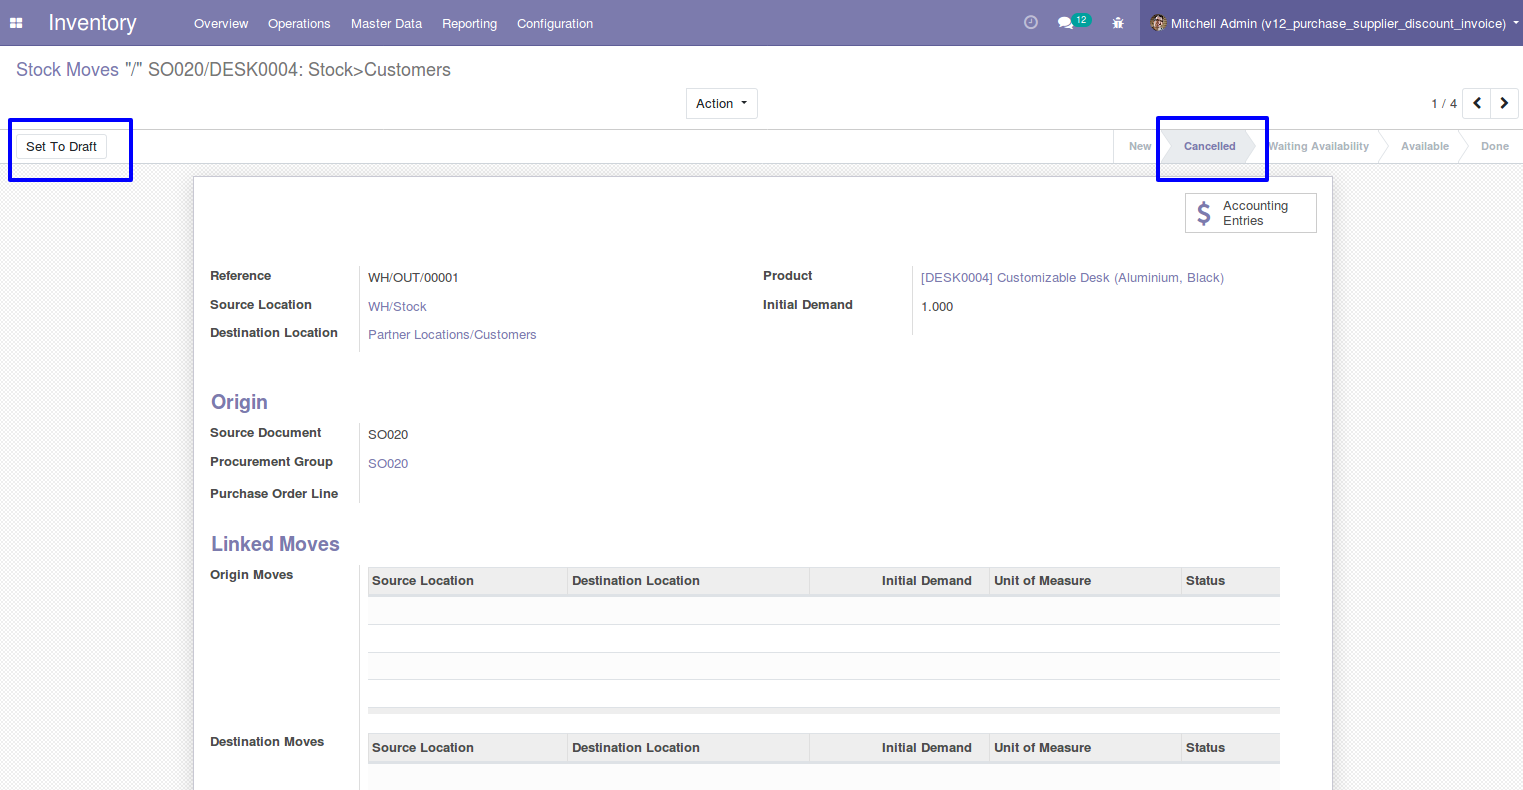 Inventory Overview Operations Master Data Reporting Configuration 12 Mitchell Admin (v12_purchase_supplier_discount_invoice)
Stock Moves "/" SO020/DESK0004: Stock>Customers
Action 1 / 4
Set To Draft New Cancelled Waiting Availability Available Done
$ Accounting
Entries
Reference WH/OUT/00001 Product [DESK0004] Customizable Desk (Aluminium, Black)
Source Location WH/Stock Initial Demand 1.000
Destination Location Partner Locations/Customers
Origin
Source Document SO020
Procurement Group SO020
Purchase Order Line
Linked Moves
Origin Moves Source Location Destination Location Initial Demand Unit of Measure Status
Destination Moves Source Location Destination Location Initial Demand Unit of Measure Status